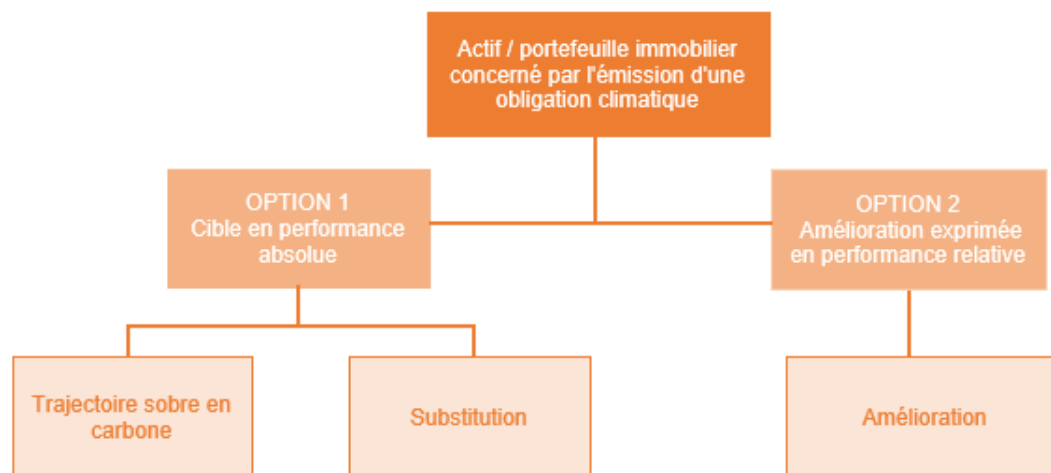 Actif / portefeuille immobilier
concerné par l'émission d'une
obligation climatique
OPTION 1
Cible en performance
absolue
OPTION 2
Amélioration exprimée
en performance relative
Trajectoire sobre en
carbone
Substitution
Amélioration